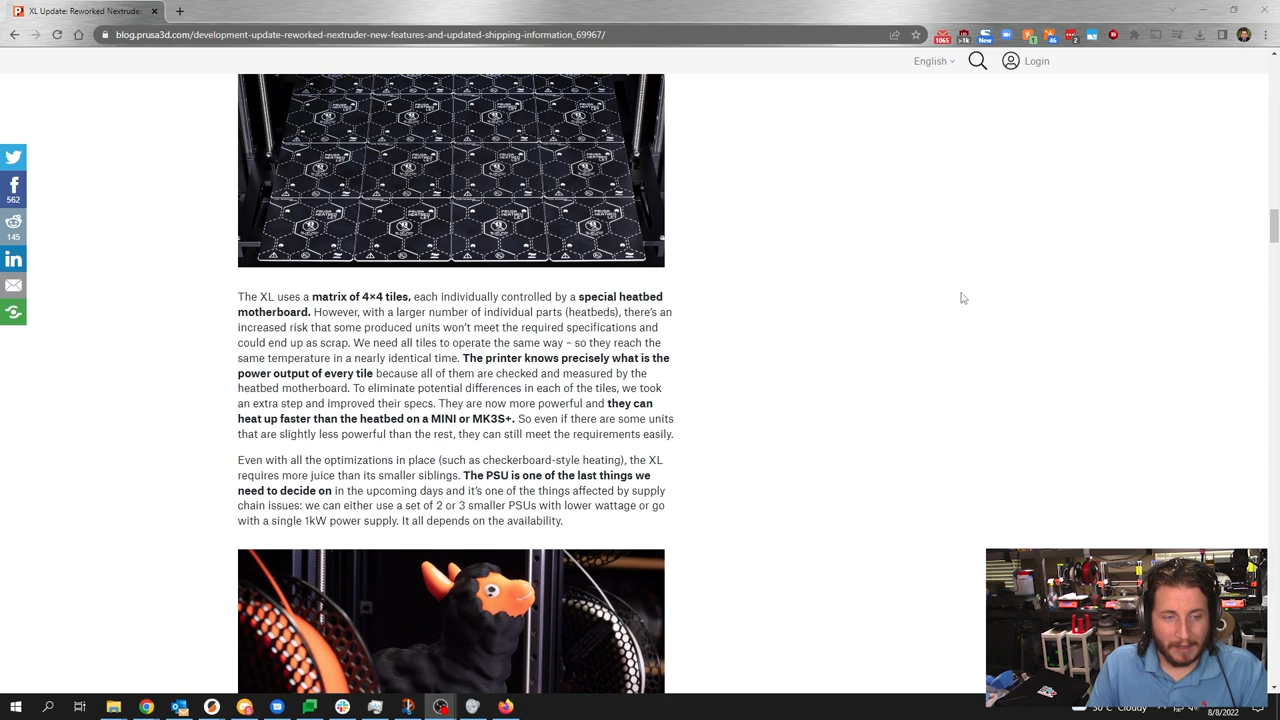 XL Update: Reworked Nextruder:
blog.prusa3d.com/development-update-reworked-nextruder-new-features-and-updated-shipping-information_69967/
1065
>1k
New
1
46
2
English
Login
562
145
PRUSA HEATBED
The XL uses a matrix of 4×4 tiles, each individually controlled by a special heatbed
motherboard. However, with a larger number of individual parts (heatbeds), there's an
increased risk that some produced units won't meet the required specifications and
could end up as scrap. We need all tiles to operate the same way – so they reach the
same temperature in a nearly identical time. The printer knows precisely what is the
power output of every tile because all of them are checked and measured by the
heatbed motherboard. To eliminate potential differences in each of the tiles, we took
an extra step and improved their specs. They are now more powerful and they can
heat up faster than the heatbed on a MINI or MK3S+. So even if there are some units
that are slightly less powerful than the rest, they can still meet the requirements easily.
Even with all the optimizations in place (such as checkerboard-style heating), the XL
requires more juice than its smaller siblings. The PSU is one of the last things we
need to decide on in the upcoming days and it's one of the things affected by supply
chain issues: we can either use a set of 2 or 3 smaller PSUs with lower wattage or go
with a single 1kW power supply. It all depends on the availability.
Cloudy
8/8/2022